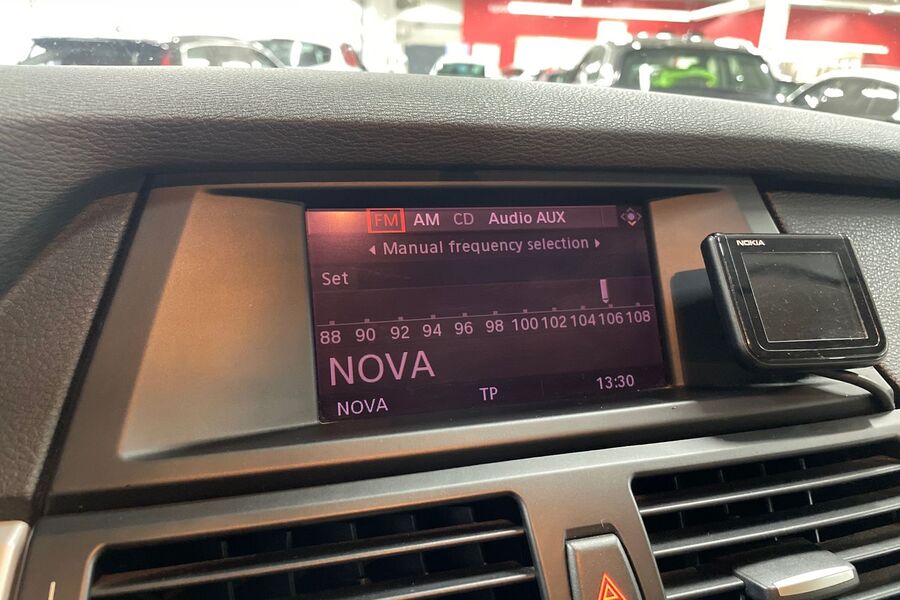 FM AM CD Audio AUX
Manual frequency selection
Set
88 90 92 94 96 98 100 102 104 106 108
NOVA
NOVA TP 13:30
NOKIA